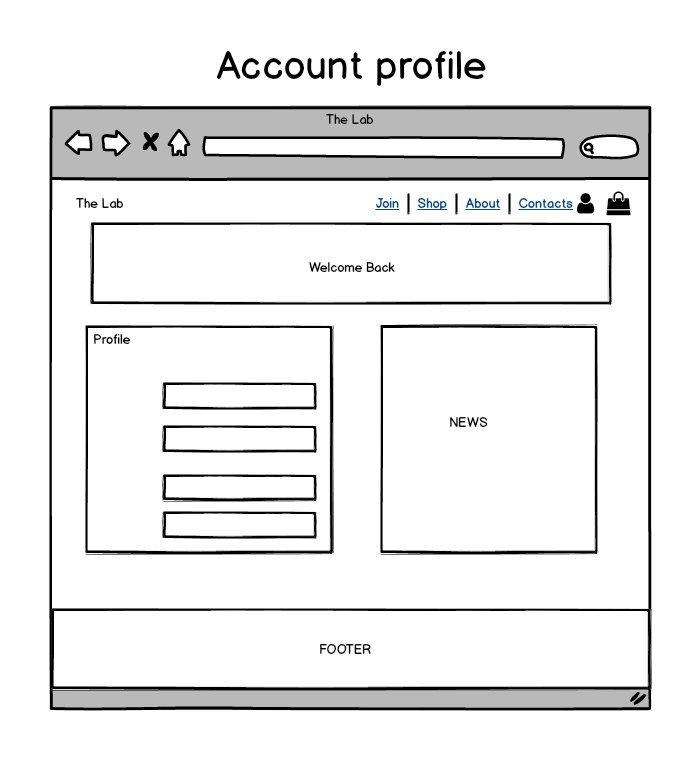 Account profile
The Lab
The Lab
Join | Shop | About | Contacts
Welcome Back
Profile
NEWS
FOOTER